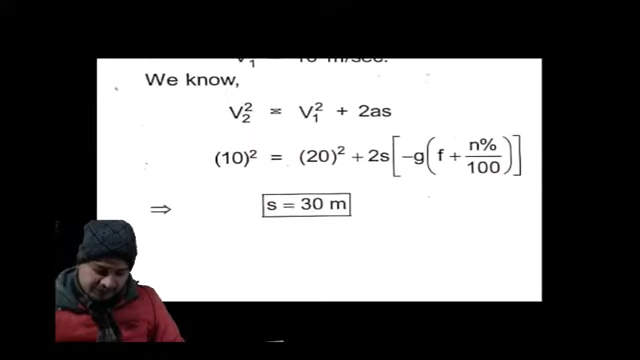 We know,
V₂² = V₁² + 2as
(10)² = (20)² + 2s[−g(f + n%/100)]
⇒ s = 30 m